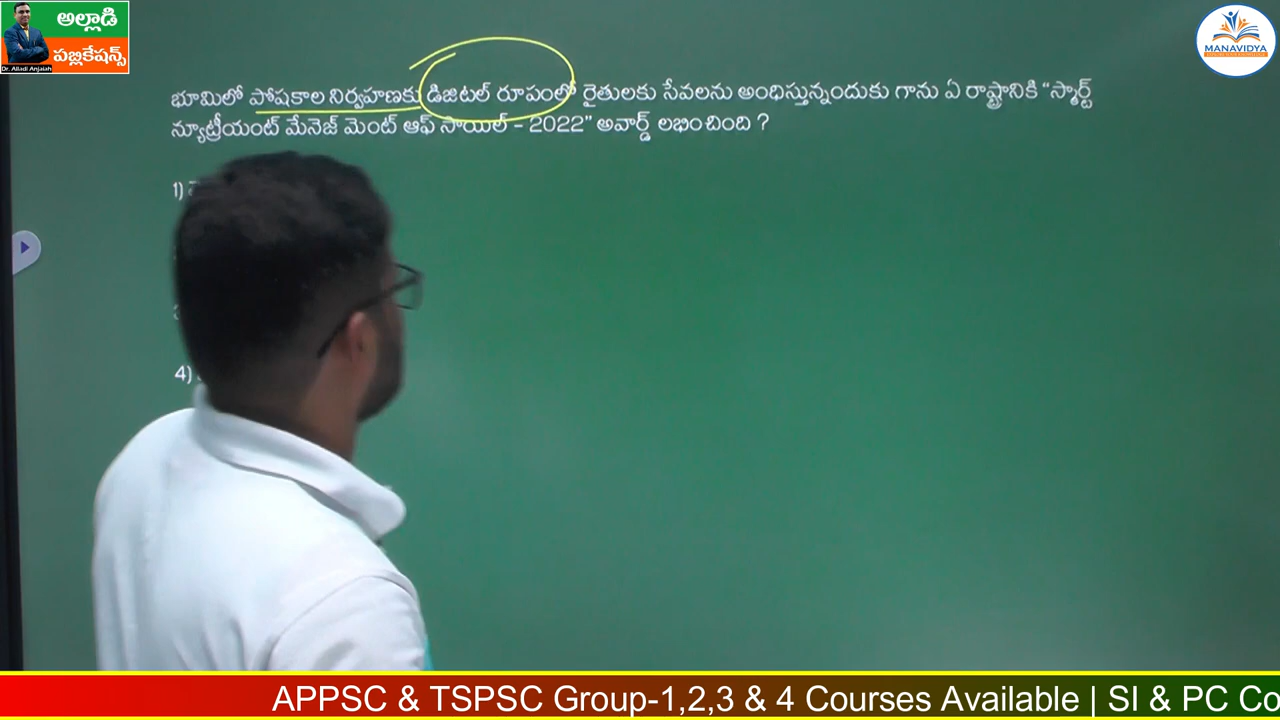 అల్లాడి
పబ్లికేషన్స్
Dr. Alladi Anjaiah
MANAVIDYA
భూమిలో పోషకాల నిర్వహణకు డిజిటల్ రూపంలో రైతులకు సేవలను అంధిస్తున్నందుకు గాను ఏ రాష్ట్రానికి “స్మార్ట్
న్యూట్రీయంట్ మేనెజ్ మెంట్ ఆఫ్ సాయిల్ – 2022” అవార్డ్ లభించింది ?
1)
4)
APPSC & TSPSC Group-1,2,3 & 4 Courses Available | SI & PC Co